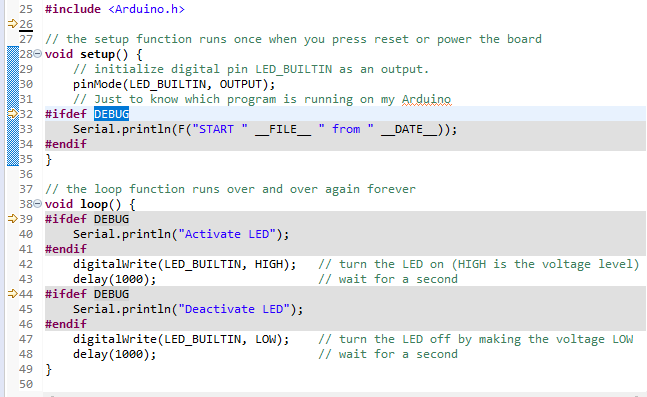 25 #include <Arduino.h>
26
27 // the setup function runs once when you press reset or power the board
28 void setup() {
29     // initialize digital pin LED_BUILTIN as an output.
30     pinMode(LED_BUILTIN, OUTPUT);
31     // Just to know which program is running on my Arduino
32 #ifdef DEBUG
33     Serial.println(F("START " __FILE__ " from " __DATE__));
34 #endif
35 }
36
37 // the loop function runs over and over again forever
38 void loop() {
39 #ifdef DEBUG
40     Serial.println("Activate LED");
41 #endif
42     digitalWrite(LED_BUILTIN, HIGH);   // turn the LED on (HIGH is the voltage level)
43     delay(1000);                       // wait for a second
44 #ifdef DEBUG
45     Serial.println("Deactivate LED");
46 #endif
47     digitalWrite(LED_BUILTIN, LOW);    // turn the LED off by making the voltage LOW
48     delay(1000);                       // wait for a second
49 }
50